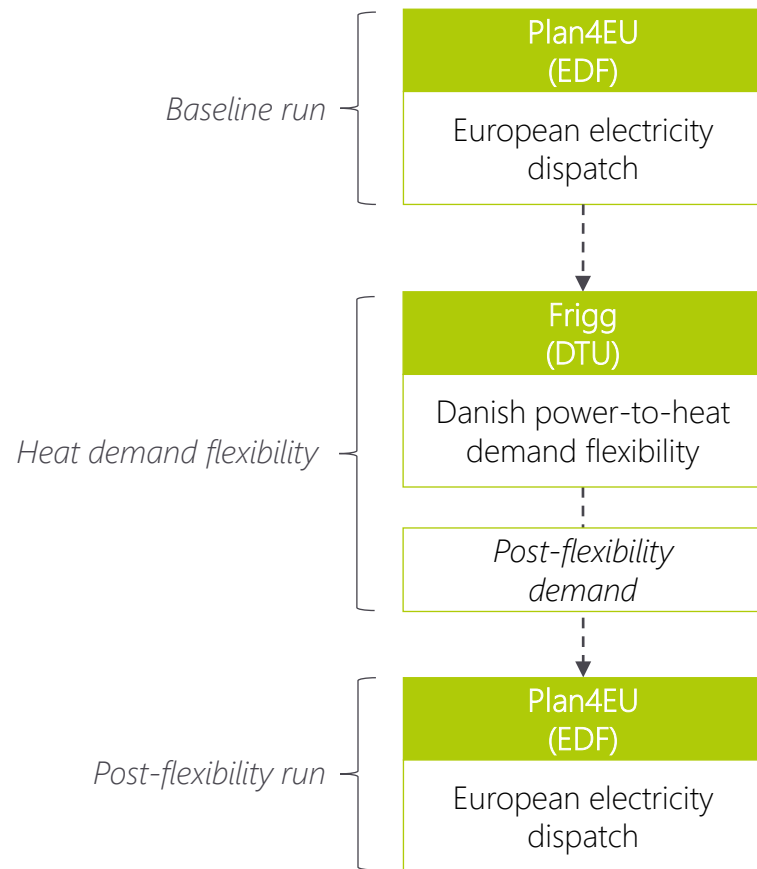 Plan4EU
(EDF)
Baseline run
European electricity
dispatch
Frigg
(DTU)
Danish power-to-heat
demand flexibility
Heat demand flexibility
Post-flexibility
demand
Plan4EU
(EDF)
Post-flexibility run
European electricity
dispatch